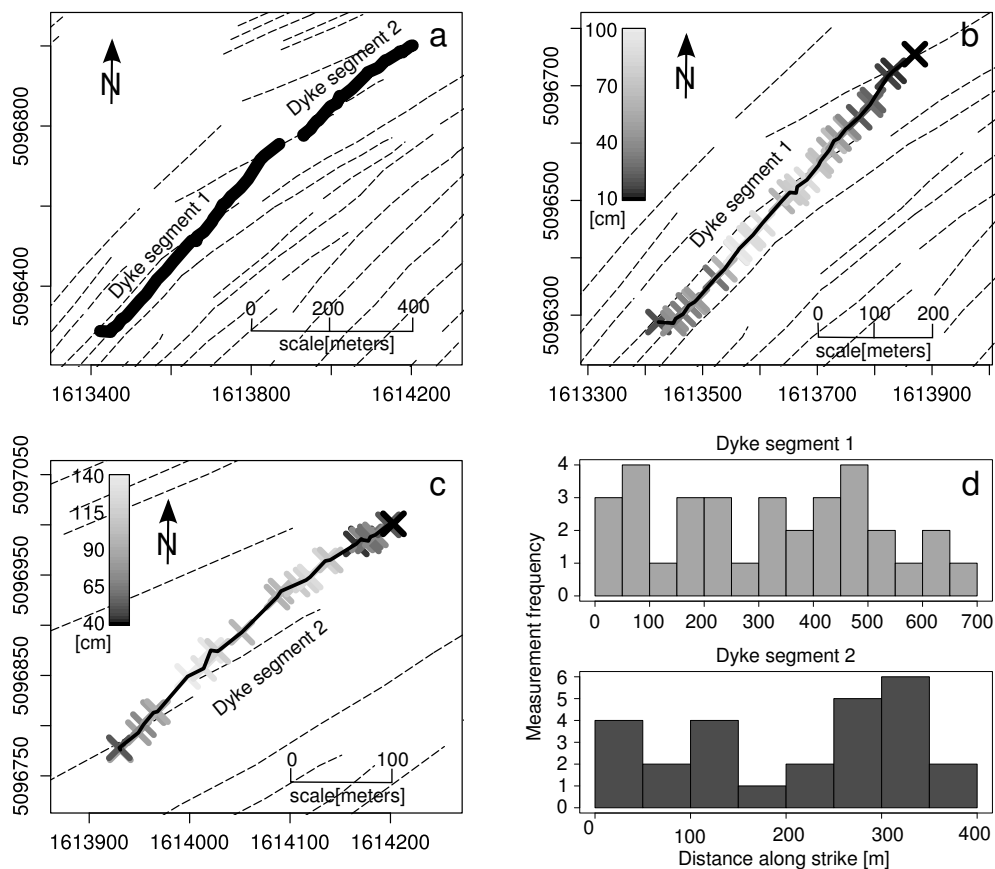 a
N
Dyke segment 2
Dyke segment 1
5096800
5096400
0 200 400
scale[meters]
1613400 1613800 1614200
b
100
70
40
10
[cm]
N
Dyke segment 1
5096700
5096500
5096300
0 100 200
scale[meters]
1613300 1613500 1613700 1613900
c
140
115
90
65
40
[cm]
N
Dyke segment 2
5097050
5096950
5096850
5096750
0 100
scale[meters]
1613900 1614000 1614100 1614200
Dyke segment 1
d
4
3
2
1
0
0 100 200 300 400 500 600 700
Measurement frequency
Dyke segment 2
6
5
4
3
2
1
0
0 100 200 300 400
Distance along strike [m]